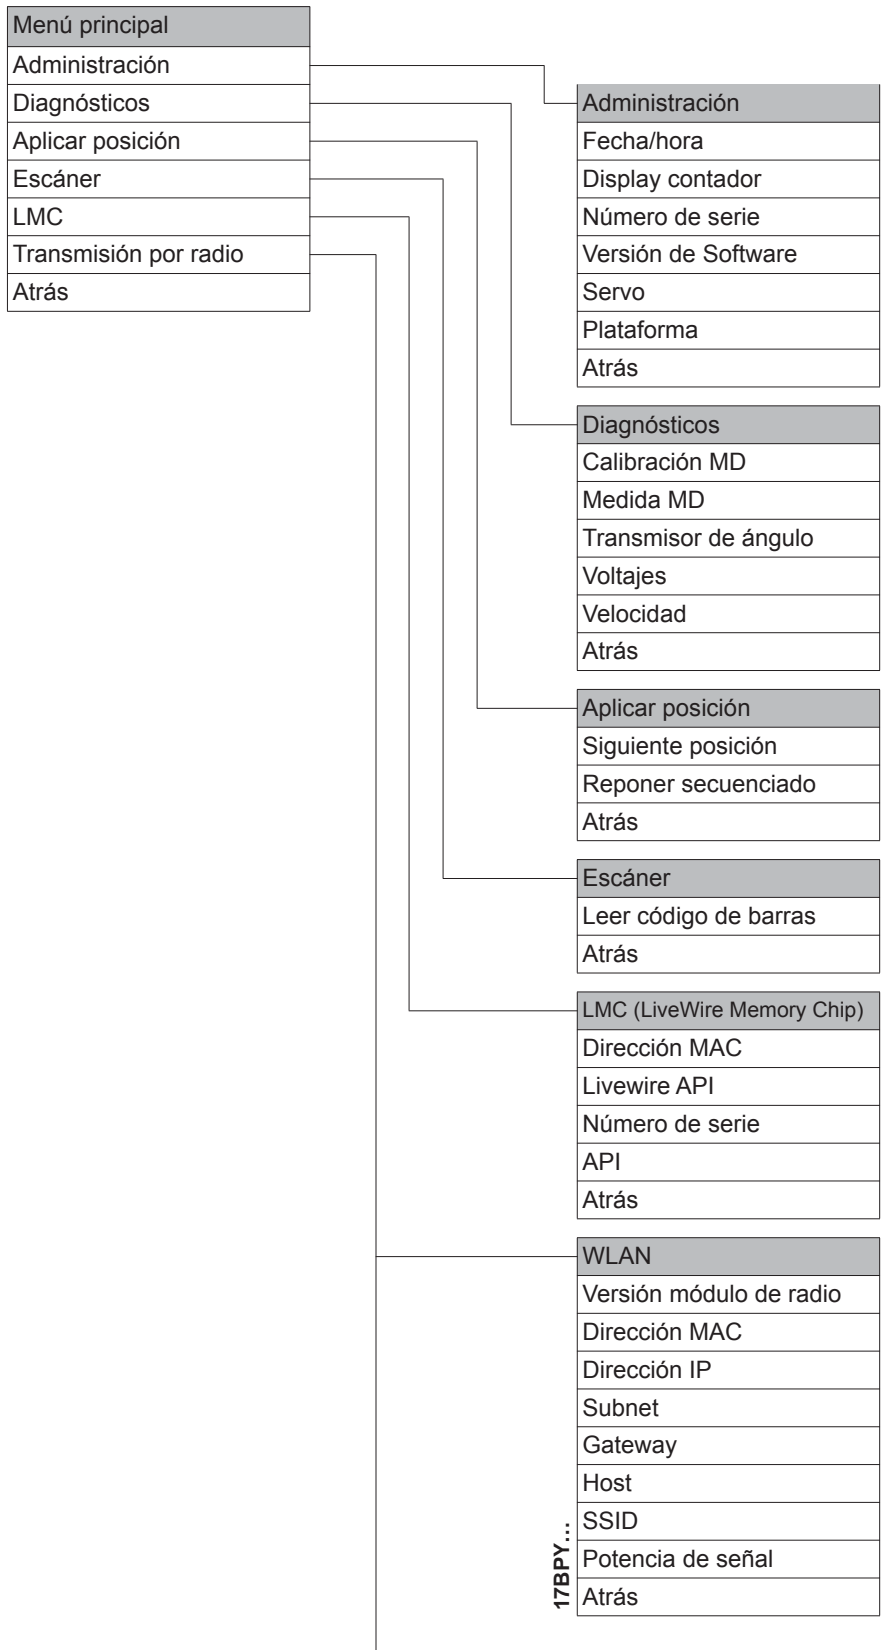 Menú principal
Administración
Diagnósticos
Aplicar posición
Escáner
LMC
Transmisión por radio
Atrás
Administración
Fecha/hora
Display contador
Número de serie
Versión de Software
Servo
Plataforma
Atrás
Diagnósticos
Calibración MD
Medida MD
Transmisor de ángulo
Voltajes
Velocidad
Atrás
Aplicar posición
Siguiente posición
Reponer secuenciado
Atrás
Escáner
Leer código de barras
Atrás
LMC (LiveWire Memory Chip)
Dirección MAC
Livewire API
Número de serie
API
Atrás
WLAN
Versión módulo de radio
Dirección MAC
Dirección IP
Subnet
Gateway
Host
SSID
Potencia de señal
Atrás
17BPY...